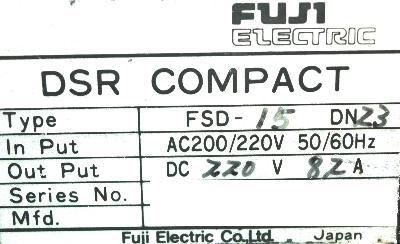 FUJI
ELECTRIC
DSR COMPACT
Type FSD-15 DN23
In Put AC200/220V 50/60Hz
Out Put DC 220 V 82 A
Series No.
Mfd.
Fuji Electric Co.,Ltd. Japan